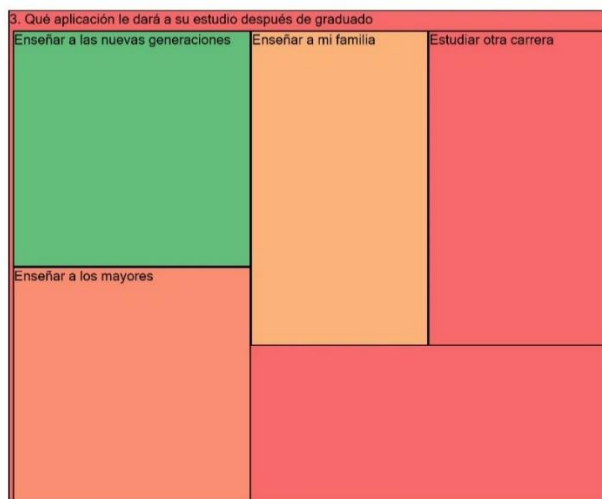 3. Qué aplicación le dará a su estudio después de graduado
Enseñar a las nuevas generaciones
Enseñar a mi familia
Estudiar otra carrera
Enseñar a los mayores